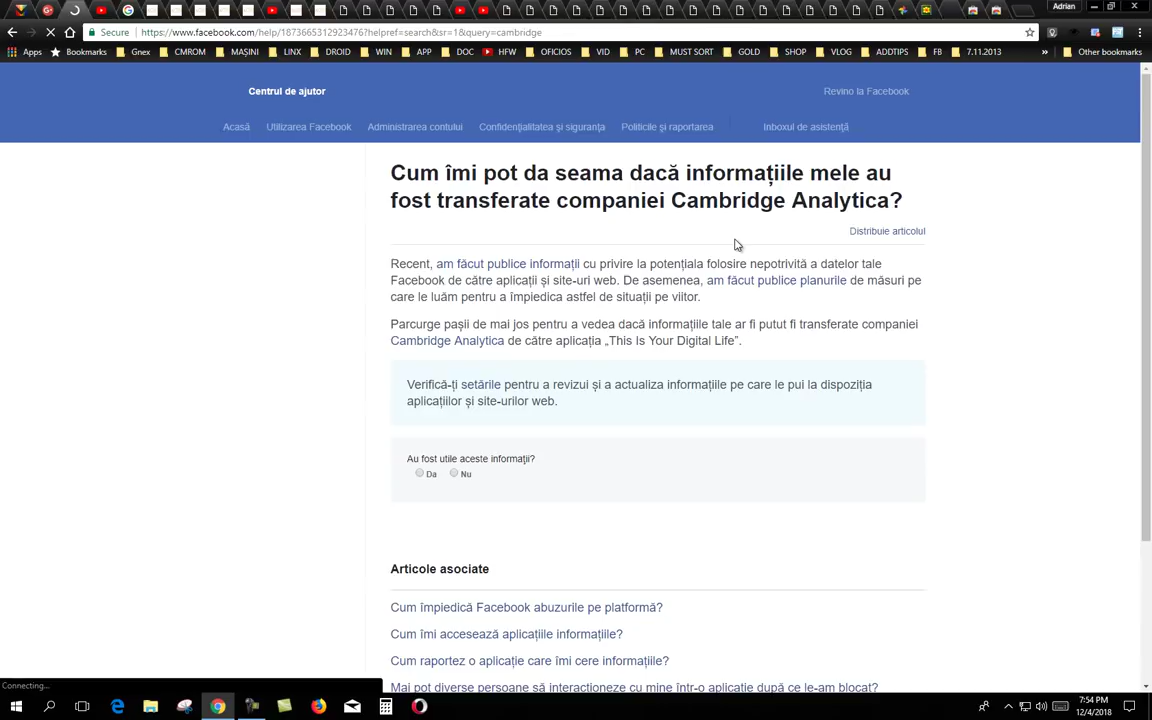 Adrian
Secure
https://www.facebook.com/help/1873665312923476?helpref=search&sr=1&query=cambridge
Apps Bookmarks Gnex CMROM MAȘINI LINX DROID WIN APP DOC HFW OFICIOS VID PC MUST SORT GOLD SHOP VLOG ADDTIPS FB 7.11.2013 » Other bookmarks
Centrul de ajutor
Revino la Facebook
Acasă Utilizarea Facebook Administrarea contului Confidențialitatea și siguranța Politicile și raportarea Inboxul de asistență
Cum îmi pot da seama dacă informațiile mele au
fost transferate companiei Cambridge Analytica?
Distribuie articolul
Recent, am făcut publice informații cu privire la potențiala folosire nepotrivită a datelor tale
Facebook de către aplicații și site-uri web. De asemenea, am făcut publice planurile de măsuri pe
care le luăm pentru a împiedica astfel de situații pe viitor.
Parcurge pașii de mai jos pentru a vedea dacă informațiile tale ar fi putut fi transferate companiei
Cambridge Analytica de către aplicația „This Is Your Digital Life”.
Verifică-ți setările pentru a revizui și a actualiza informațiile pe care le pui la dispoziția
aplicațiilor și site-urilor web.
Au fost utile aceste informații?
Da Nu
Articole asociate
Cum împiedică Facebook abuzurile pe platformă?
Cum îmi accesează aplicațiile informațiile?
Cum raportez o aplicație care îmi cere informațiile?
Mai pot diverse persoane să interacționeze cu mine într-o aplicație după ce le-am blocat?
Connecting...
7:54 PM
12/4/2018